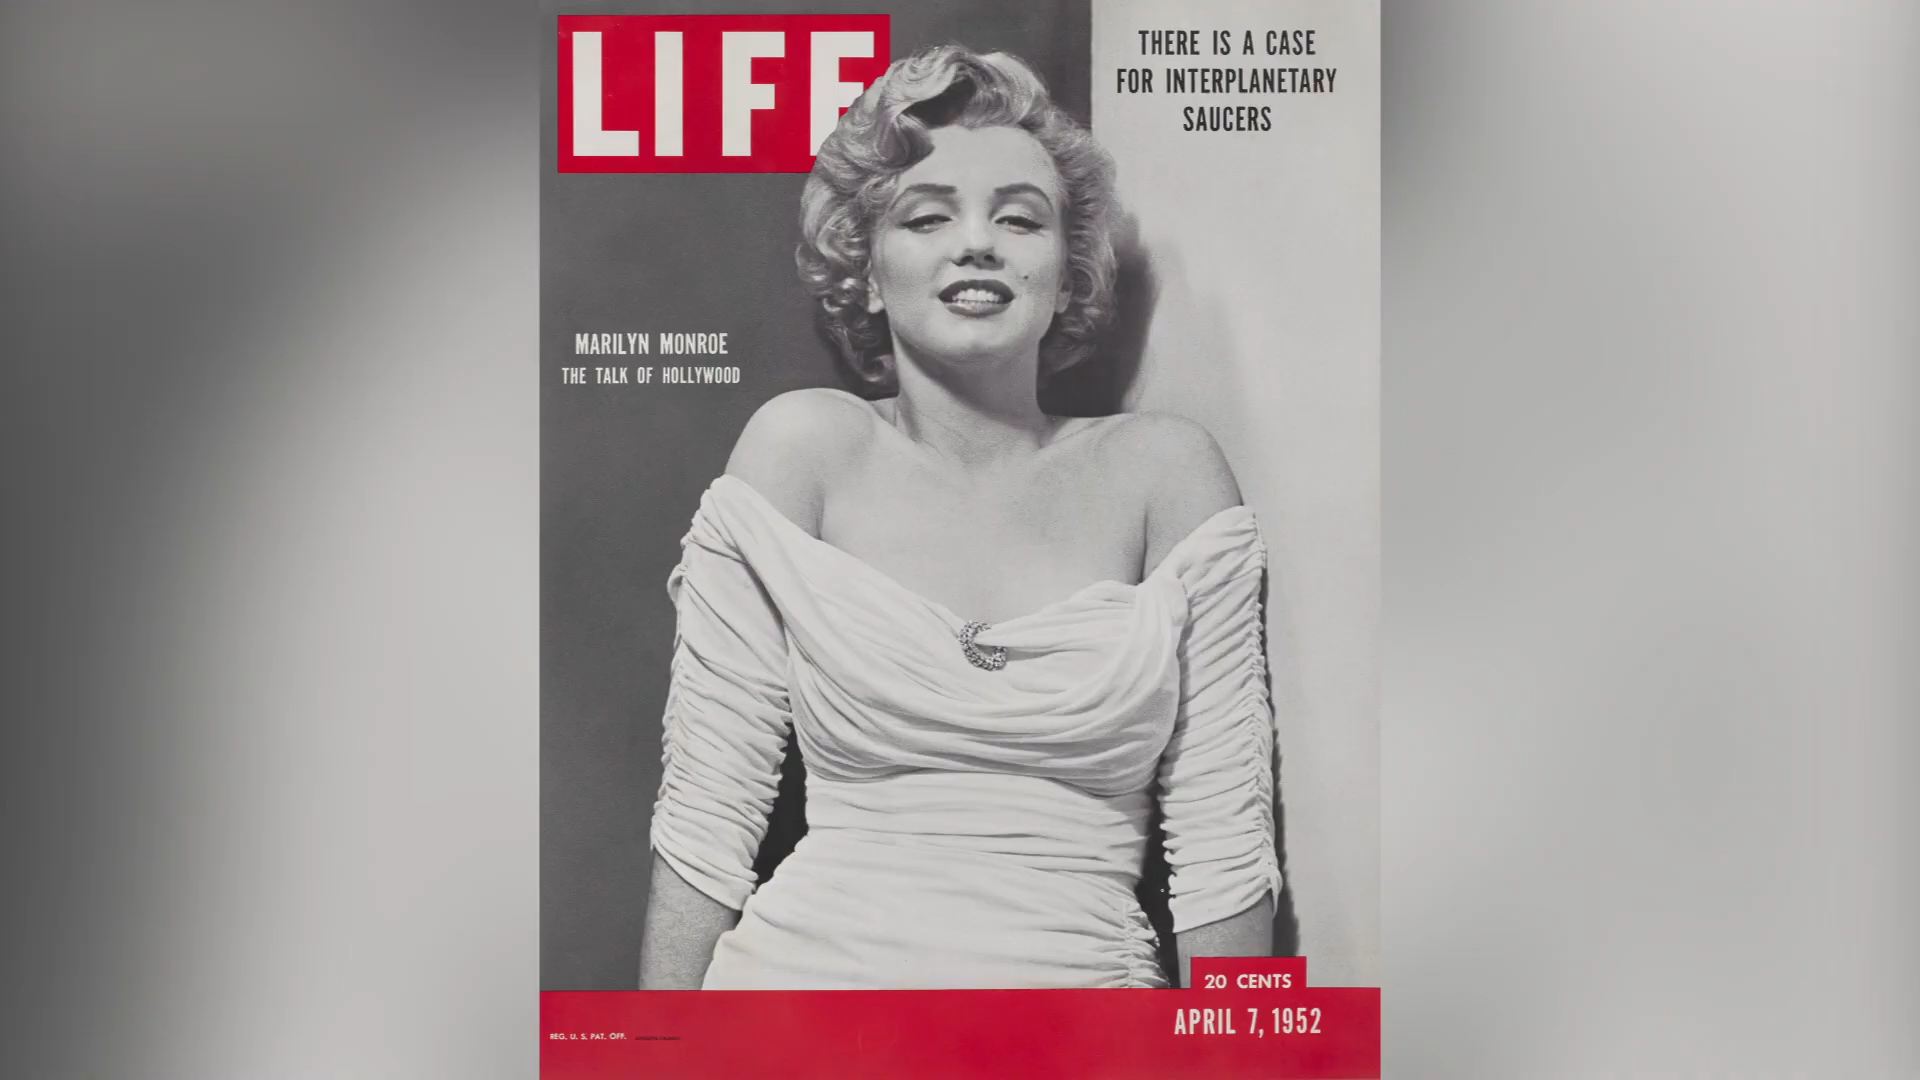 LIFE
THERE IS A CASE
FOR INTERPLANETARY
SAUCERS
MARILYN MONROE
THE TALK OF HOLLYWOOD
20 CENTS
APRIL 7, 1952
REG. U. S. PAT. OFF.